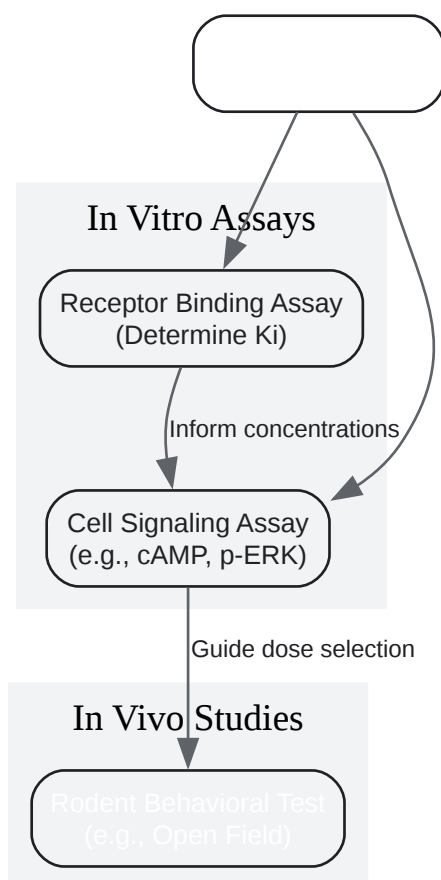 In Vitro Assays
Receptor Binding Assay
(Determine Ki)
Inform concentrations
Cell Signaling Assay
(e.g., cAMP, p-ERK)
Guide dose selection
In Vivo Studies
Rodent Behavioral Test
(e.g., Open Field)